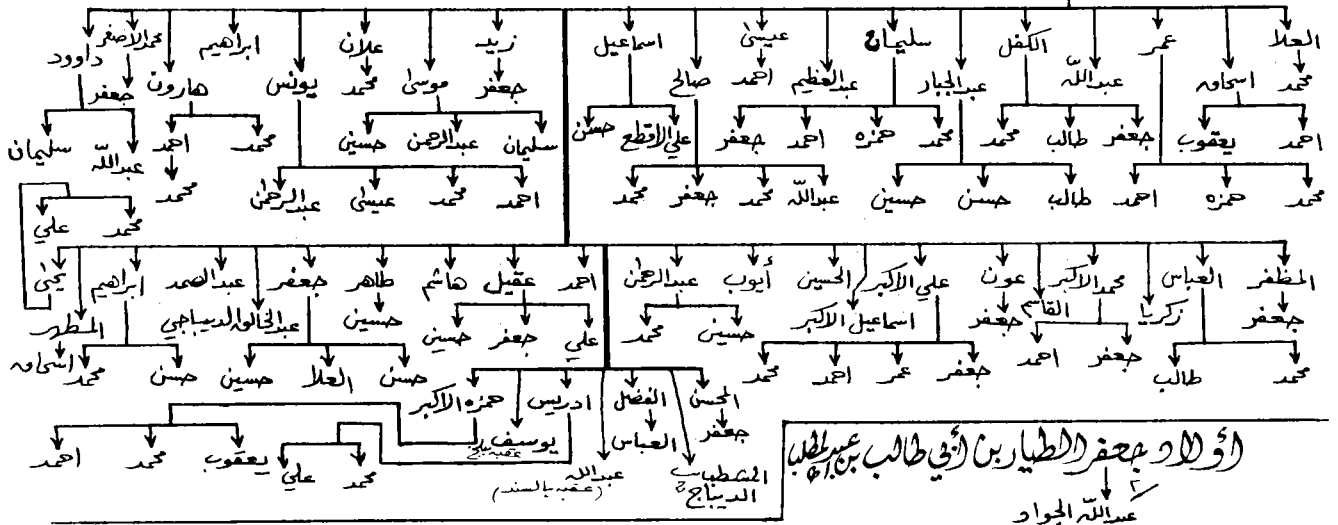 العلا عمر الكفل سليمان عيسى اسماعيل زيد علان ابراهيم محمد الأصغر
محمد اسحاق عبدالله عبدالجبار عبدالعظيم احمد صالح جعفر موسى محمد يونس هارون جعفر داوود
احمد يعقوب جعفر طالب محمد محمد حمزه احمد جعفر علي الأقطع حسن سليمان عبدالرحمن حسين محمد احمد عبدالله سليمان
محمد حمزه احمد طالب حسن حسين عبدالله محمد جعفر محمد احمد محمد عيسى عبدالرحمن محمد
محمد علي
المظفر العباس زكريا محمد الاكبر القاسم عون علي الاكبر اسماعيل الاكبر الحسين أيوب عبدالرحمن احمد عقيل هاشم طاهر جعفر عبدالخالق الديباجي عبدالصمد ابراهيم المطهر يحيى
جعفر جعفر احمد جعفر حسين محمد علي جعفر حسين حسين
محمد طالب جعفر عمر احمد محمد حسن العلا حسين حسن محمد اسحاق
المحسن الفضل ادريس يوسف حمزه الاكبر
جعفر العباس عبدالله
(عقبه بالسند)
الديباج
محمد علي يعقوب محمد احمد
أولاد جعفر الطيار بن أبي طالب بن عبدالمطلب
عبدالله الجواد